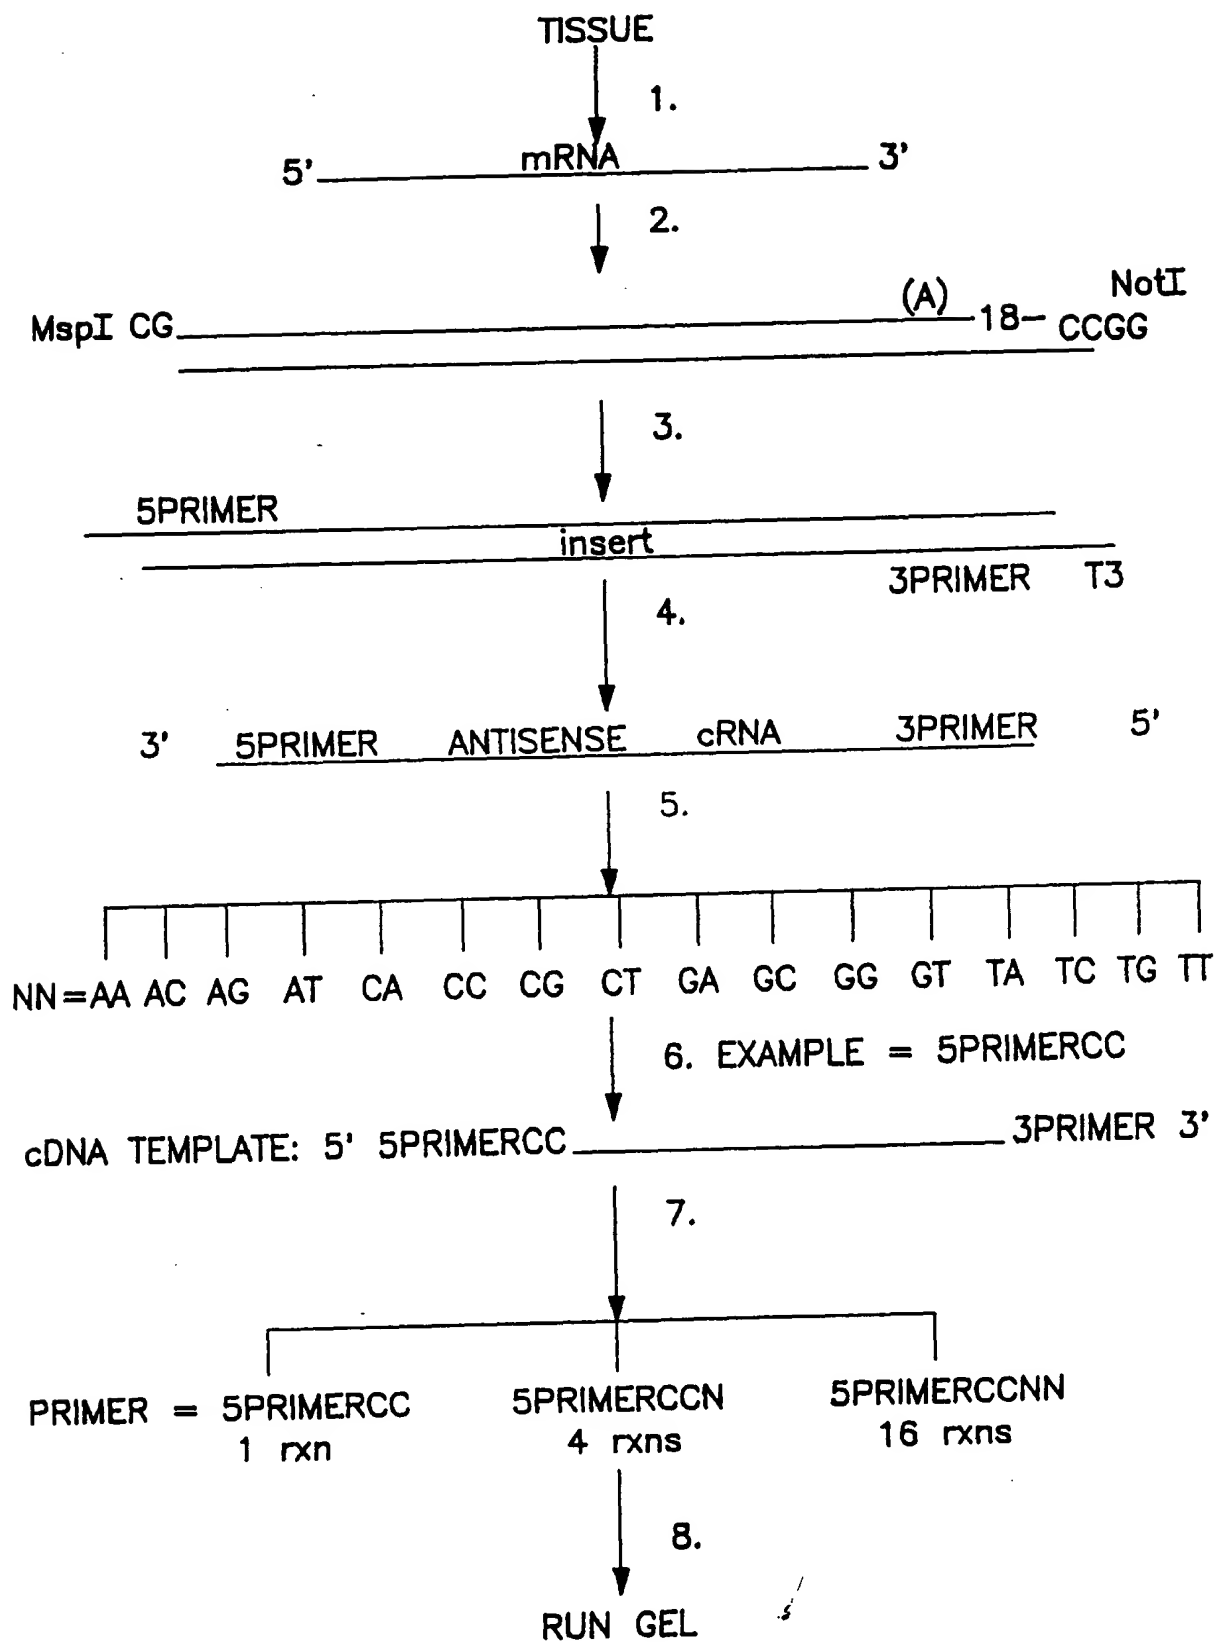 TISSUE
1.
5' mRNA 3'
2.
MspI CG (A) 18 NotI
CCGG
3.
5PRIMER
insert
3PRIMER T3
4.
3' 5PRIMER ANTISENSE cRNA 3PRIMER 5'
5.
NN=AA AC AG AT CA CC CG CT GA GC GG GT TA TC TG TT
6. EXAMPLE = 5PRIMERCC
cDNA TEMPLATE: 5' 5PRIMERCC 3PRIMER 3'
7.
PRIMER = 5PRIMERCC 5PRIMERCCN 5PRIMERCCNN
1 rxn 4 rxns 16 rxns
8.
RUN GEL